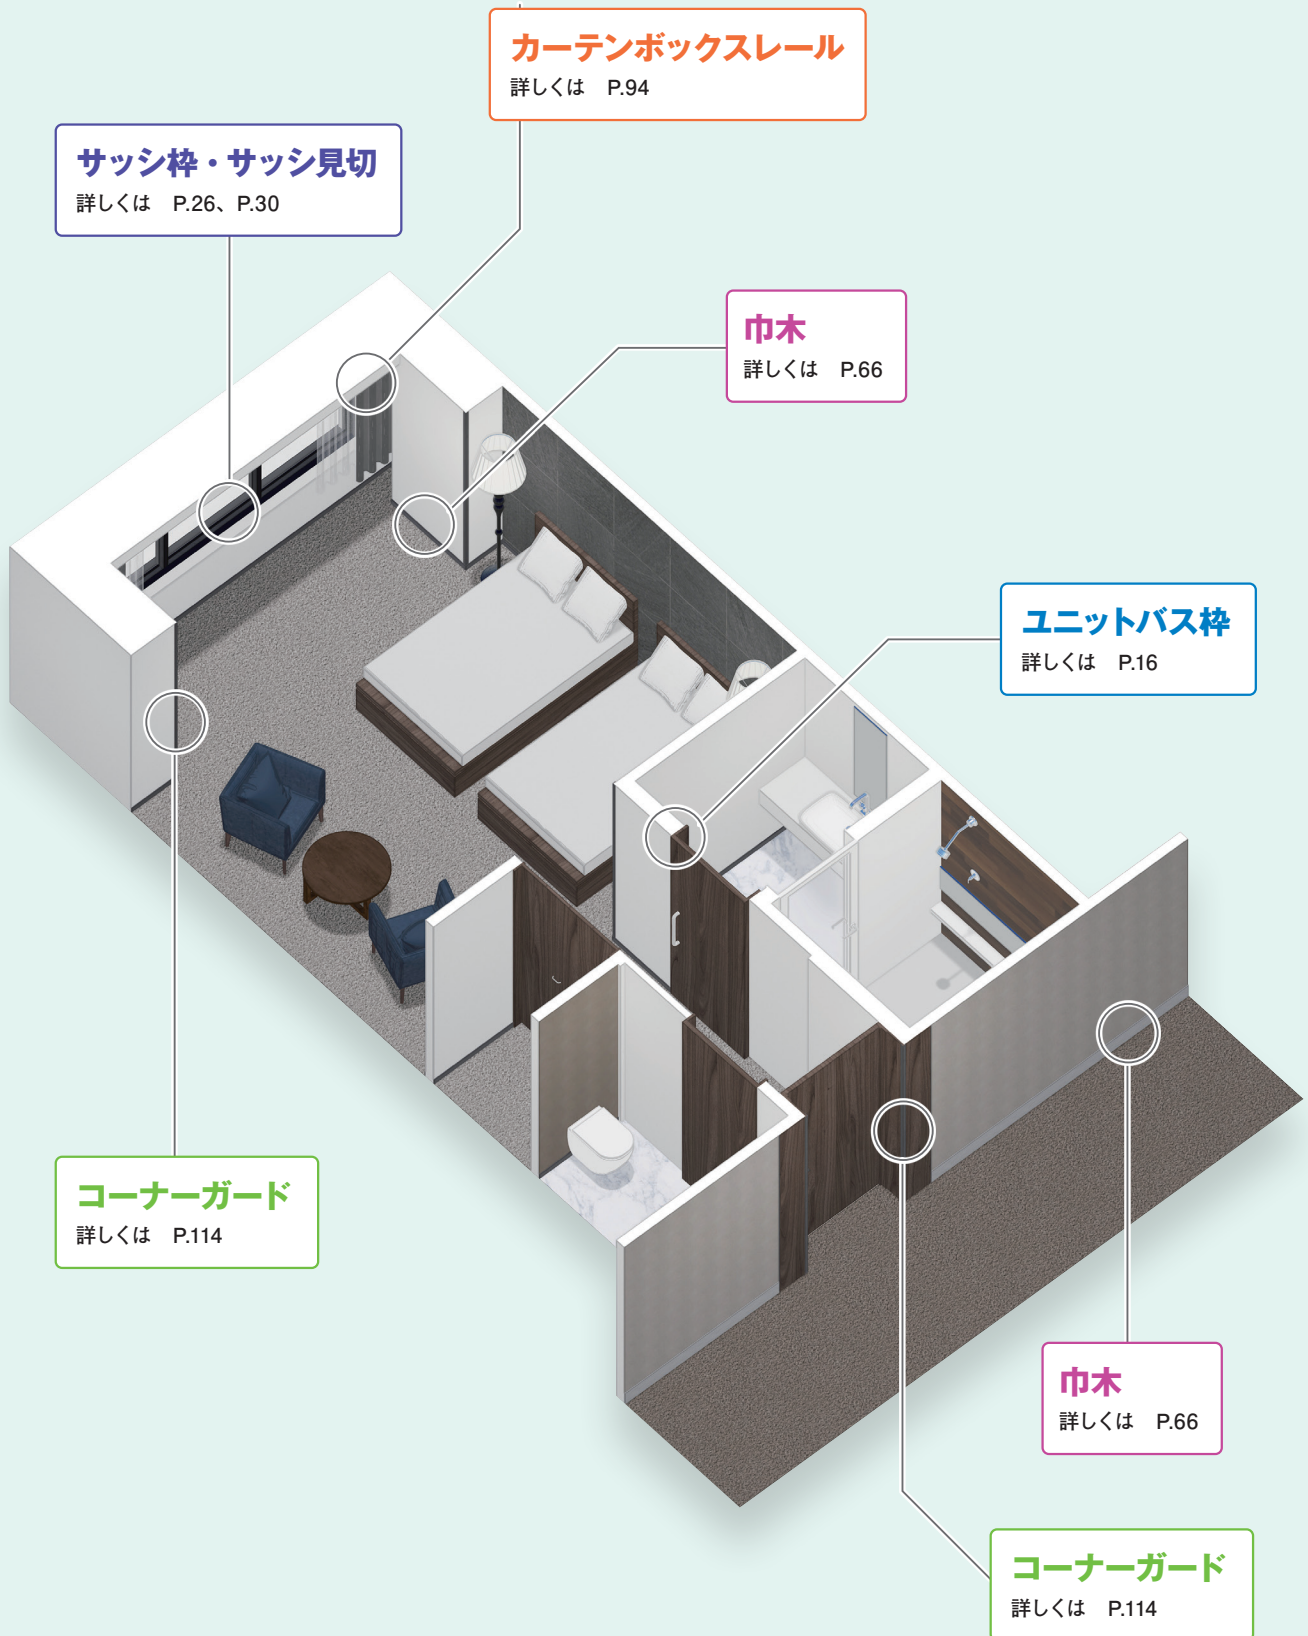 カーテンボックスレール
詳しくは P.94
サッシ枠・サッシ見切
詳しくは P.26、P.30
巾木
詳しくは P.66
ユニットバス枠
詳しくは P.16
コーナーガード
詳しくは P.114
巾木
詳しくは P.66
コーナーガード
詳しくは P.114